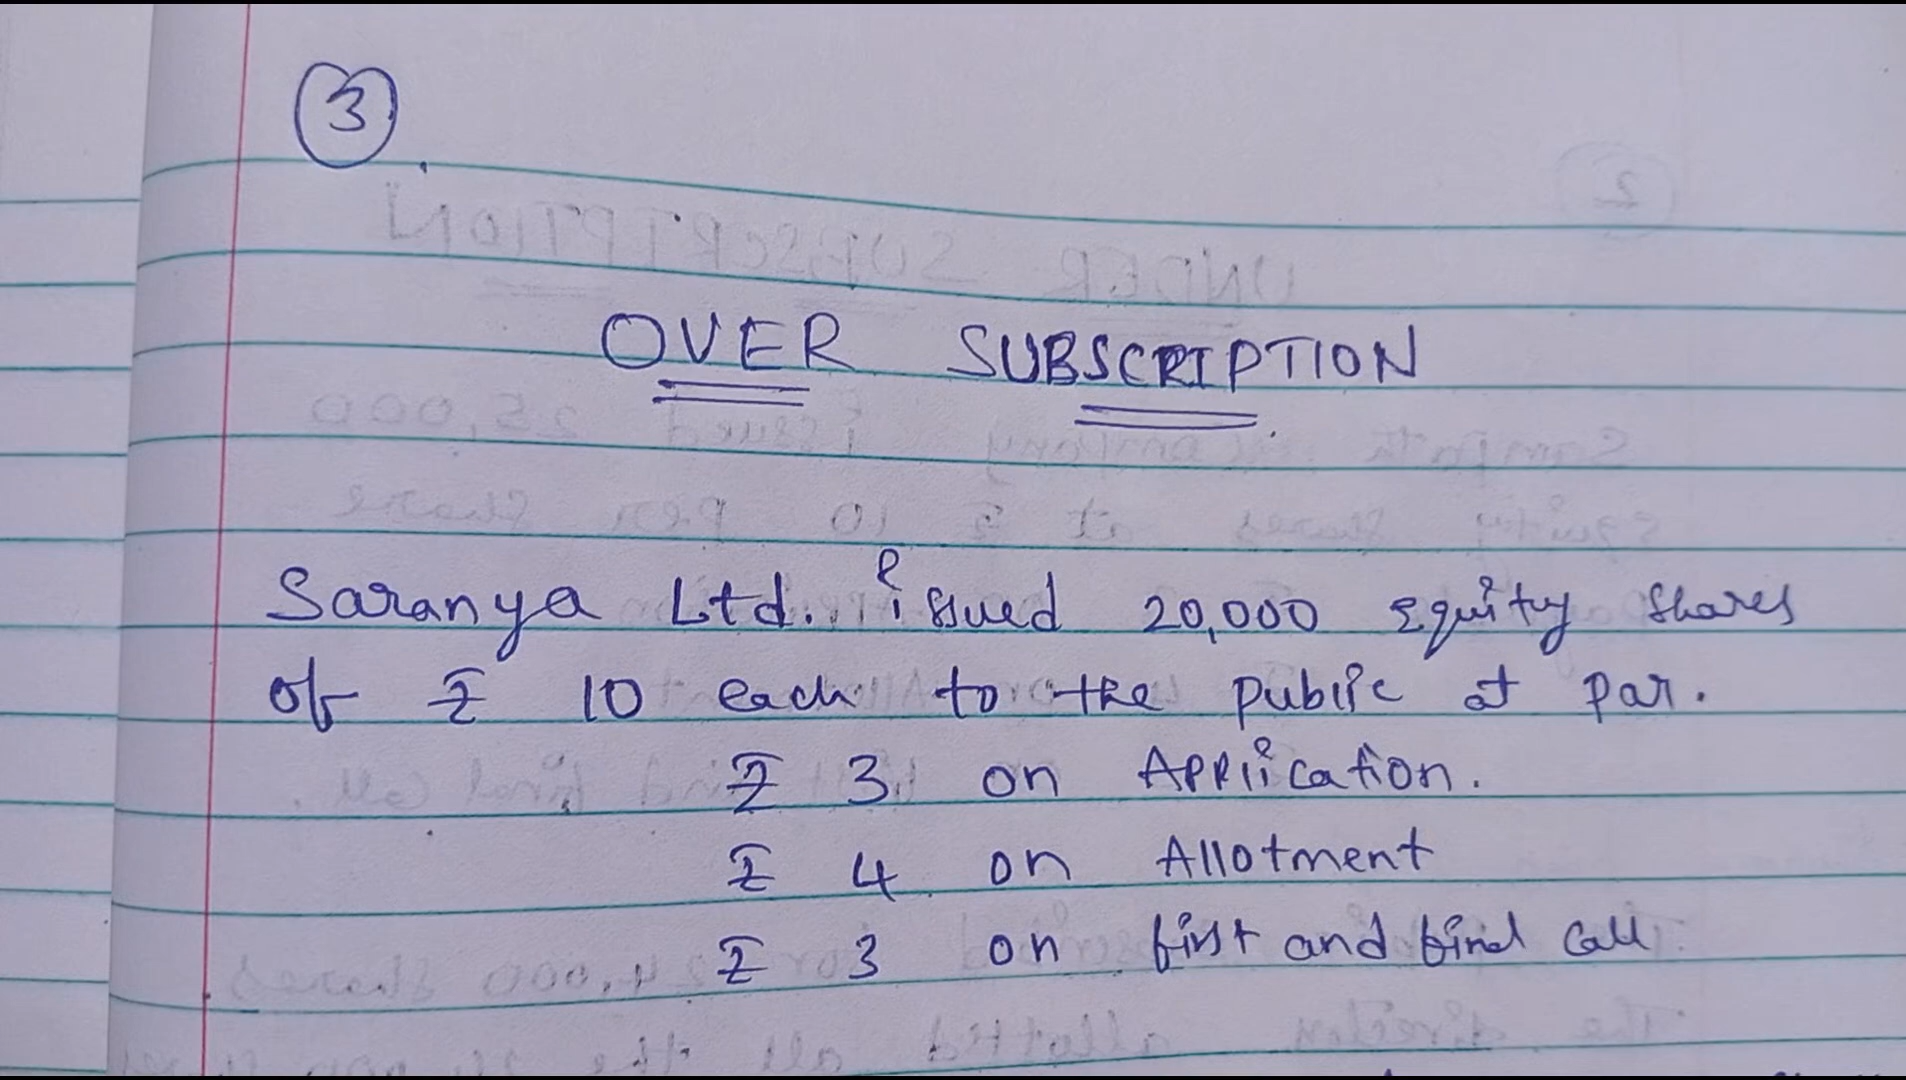 3
OVER SUBSCRIPTION
Saranya Ltd. issued 20,000 Equity Shares
of ₹ 10 each to the public at par.
₹ 3 on Application.
₹ 4 on Allotment
₹ 3 on first and final call